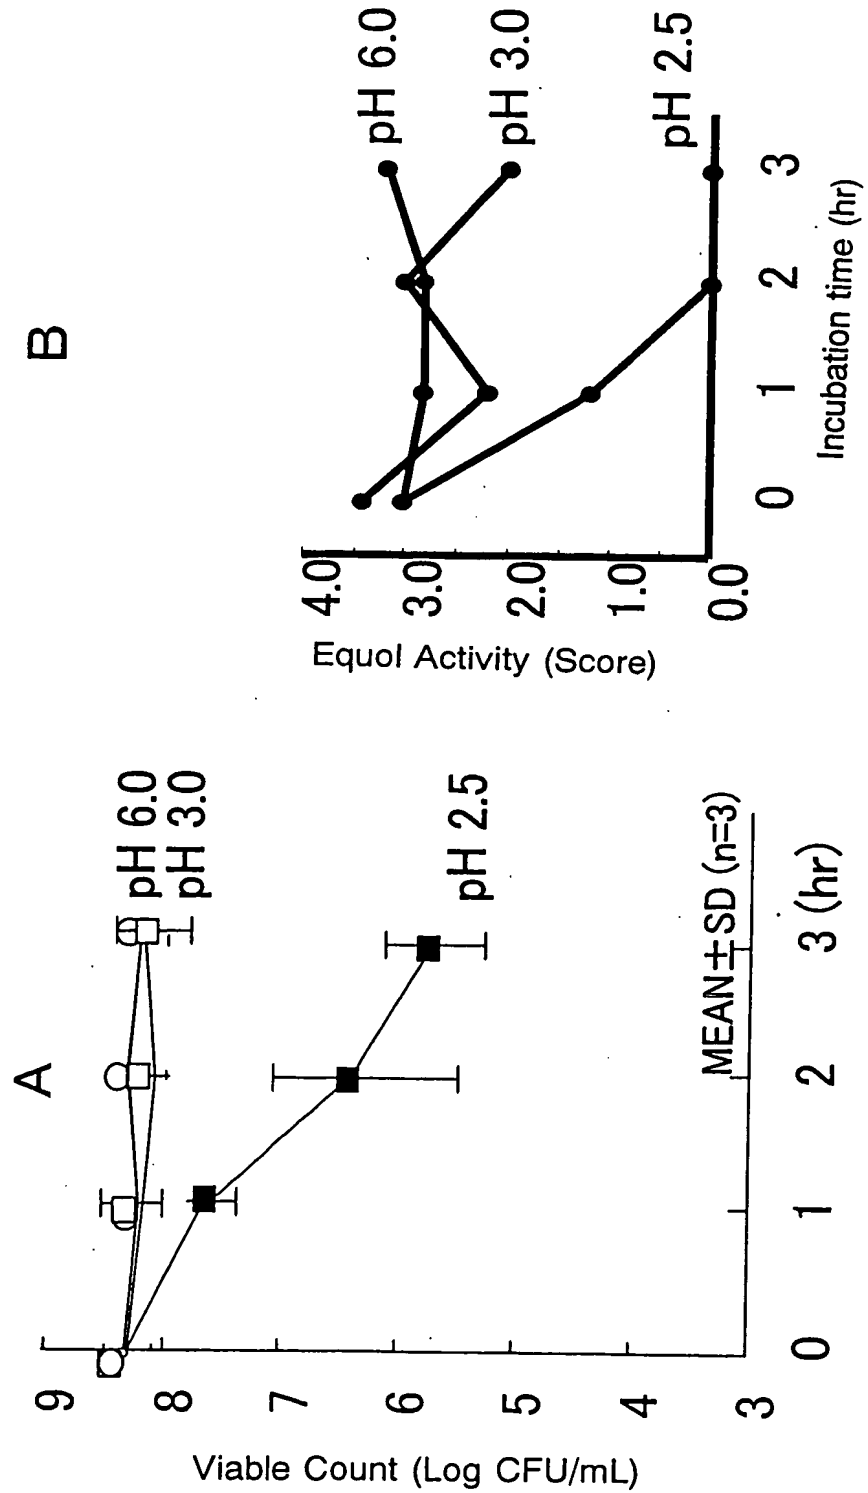 A
Viable Count (Log CFU/mL)
9
8
7
6
5
4
3
0
1
2
3 (hr)
pH 6.0
pH 3.0
pH 2.5
MEAN±SD (n=3)
B
Equol Activity (Score)
4.0
3.0
2.0
1.0
0.0
0
1
2
3
Incubation time (hr)
pH 6.0
pH 3.0
pH 2.5